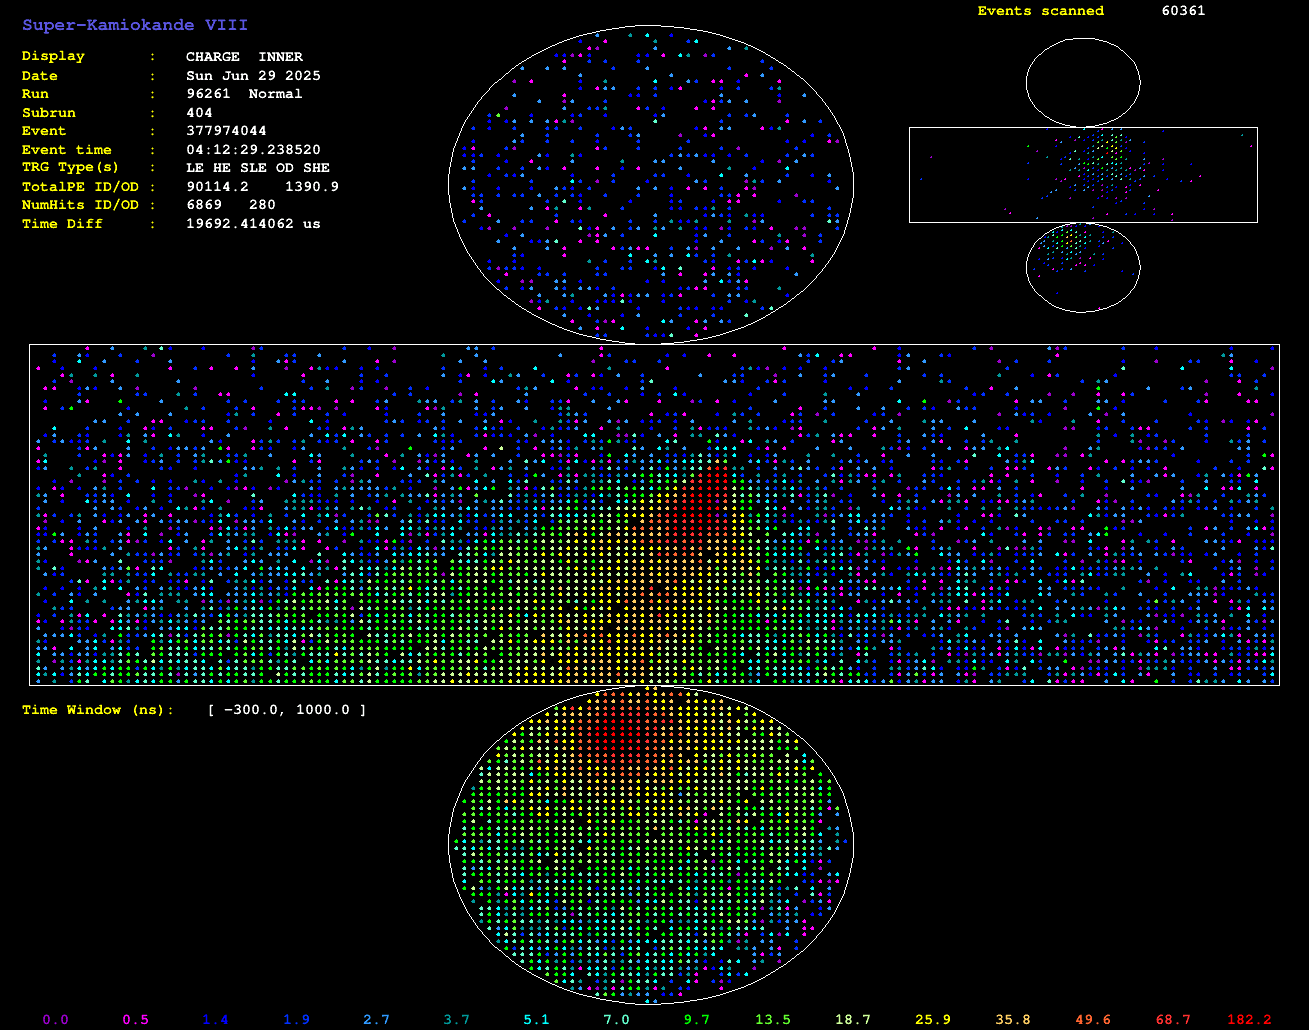 Super-Kamiokande VIII
Events scanned 60361
Display : CHARGE INNER
Date : Sun Jun 29 2025
Run : 96261 Normal
Subrun : 404
Event : 377974044
Event time : 04:12:29.238520
TRG Type(s) : LE HE SLE OD SHE
TotalPE ID/OD : 90114.2 1390.9
NumHits ID/OD : 6869 280
Time Diff : 19692.414062 us
Time Window (ns): [ -300.0, 1000.0 ]
0.0 0.5 1.4 1.9 2.7 3.7 5.1 7.0 9.7 13.5 18.7 25.9 35.8 49.6 68.7 182.2